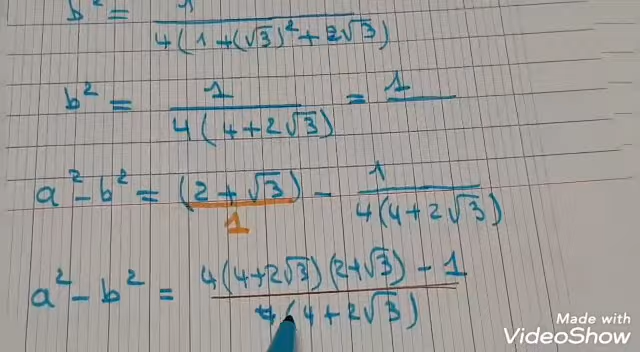 b² = 1/4(1+(√3)²+2√3)
b² = 1/4(4+2√3) = 1/
a²-b² = (2+√3)/1 - 1/4(4+2√3)
a²-b² = 4(4+2√3)(2+√3)-1/4(4+2√3)
Made with
VideoShow